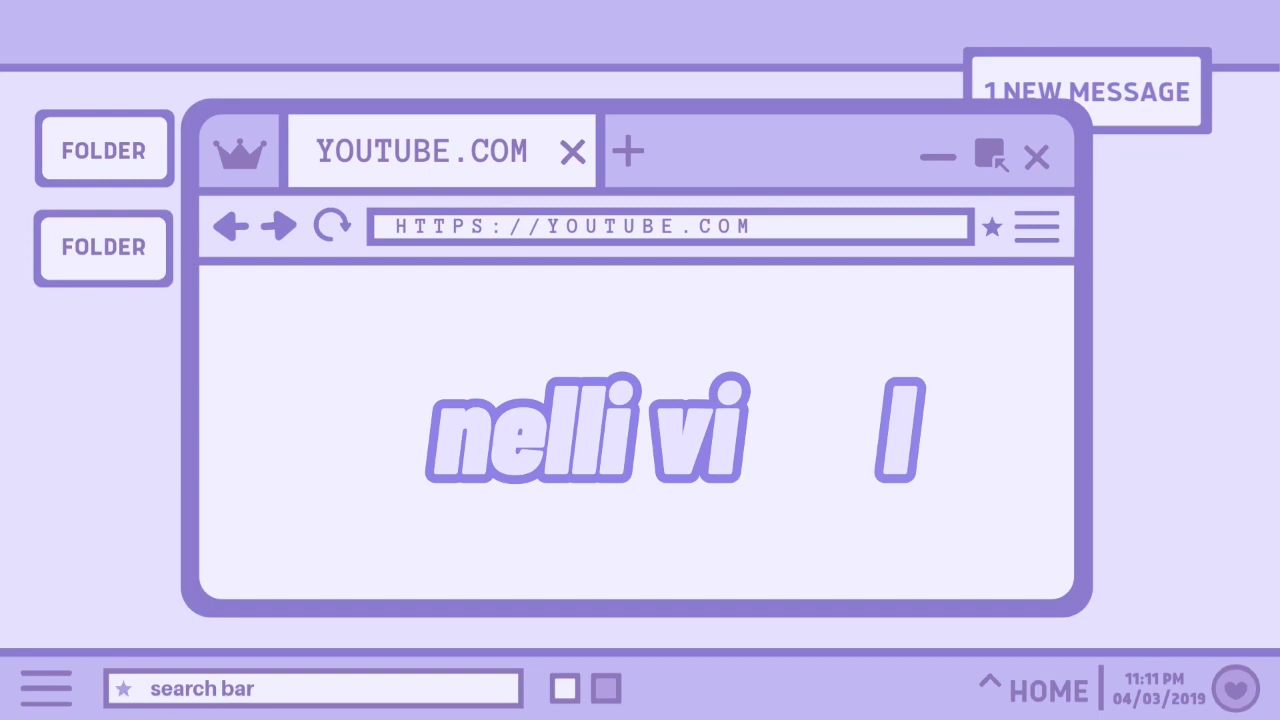 1 NEW MESSAGE
FOLDER
YOUTUBE.COM
FOLDER
HTTPS://YOUTUBE.COM
nelli vi l
search bar
HOME
11:11 PM
04/03/2019